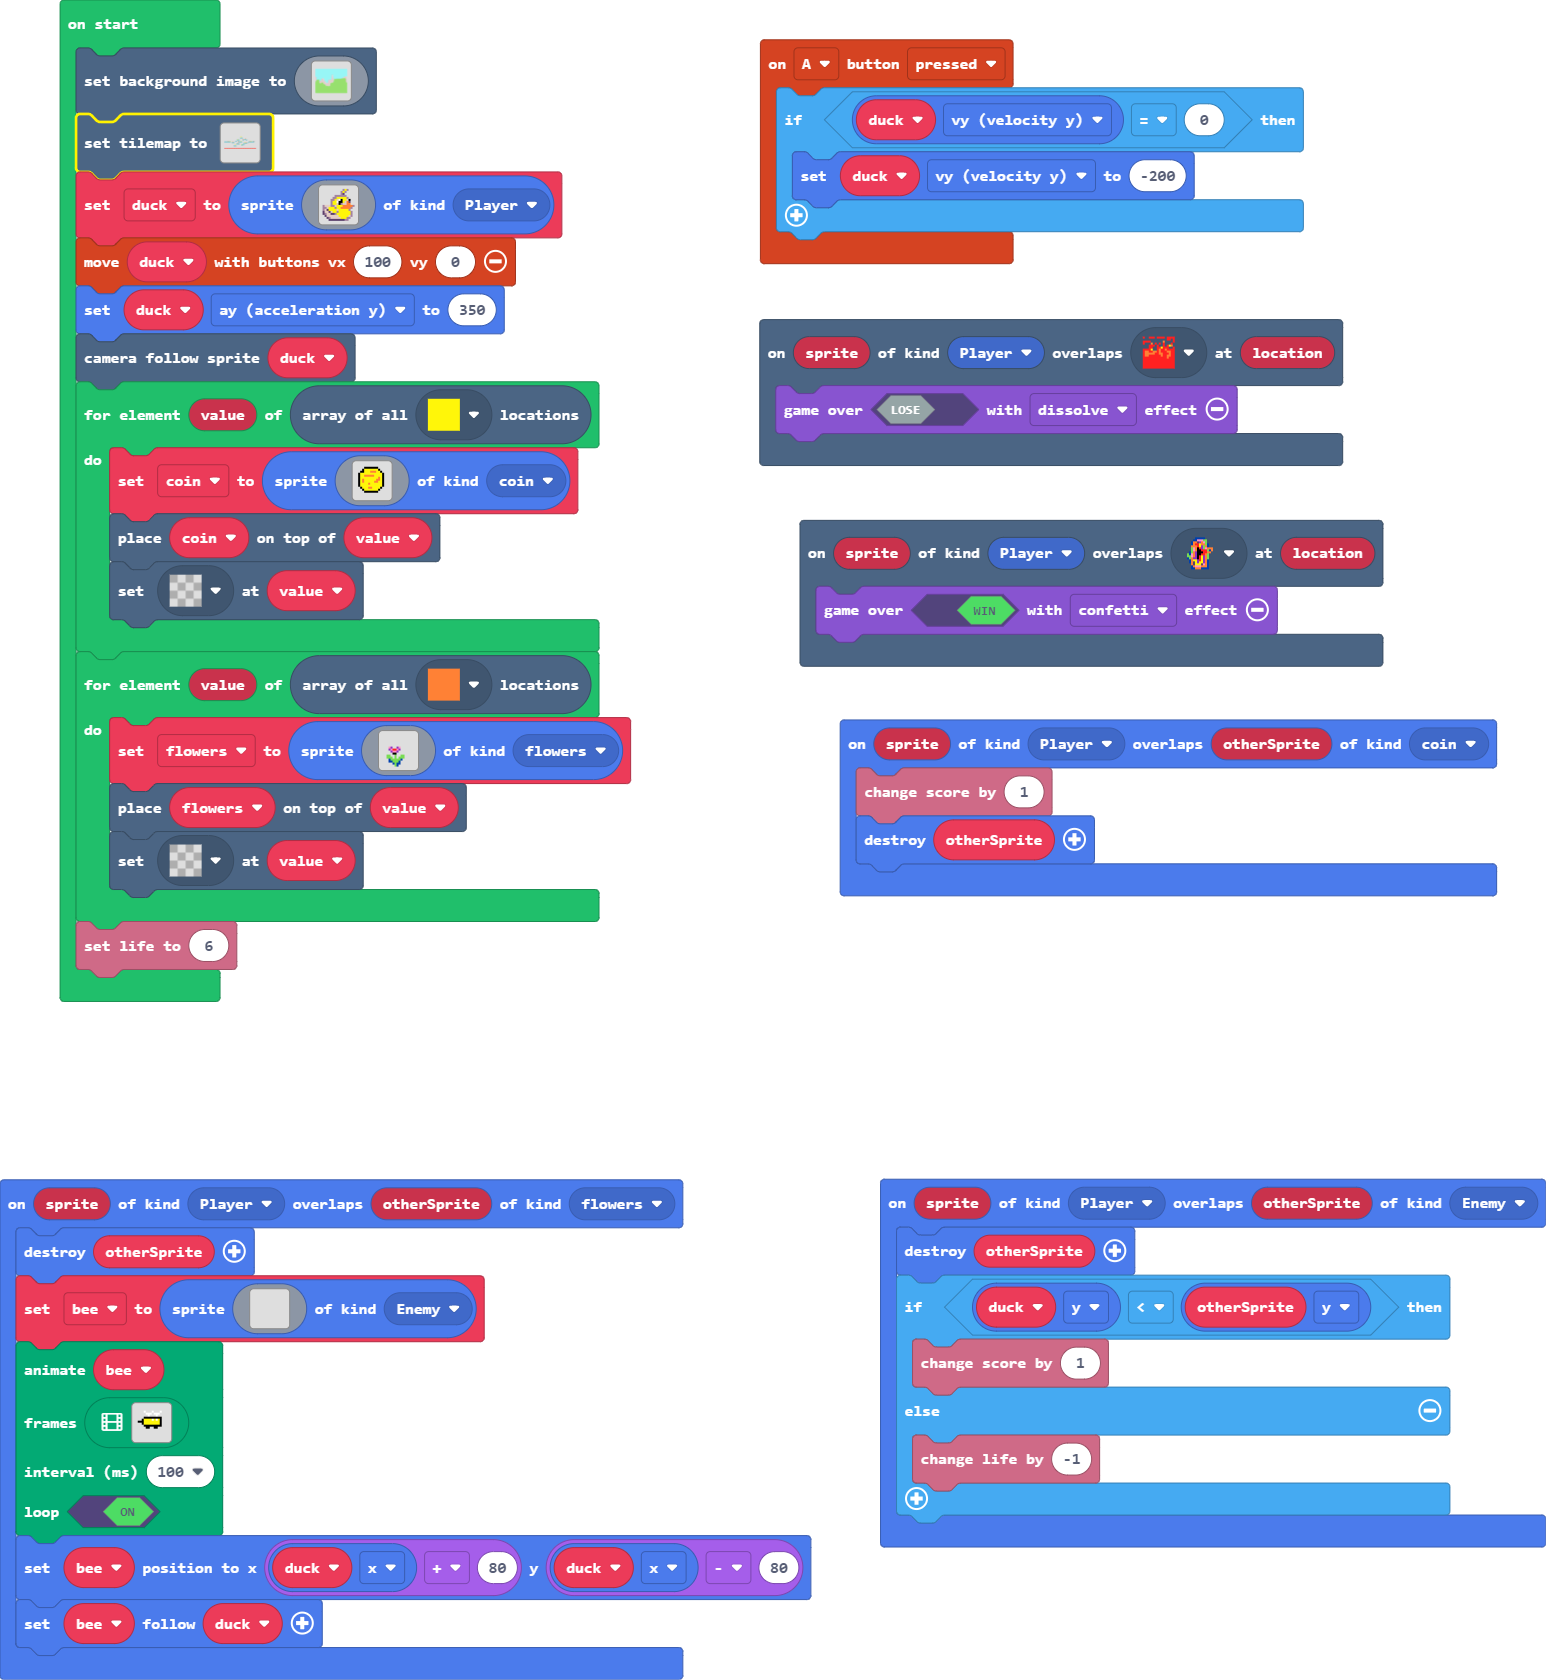 on start
set background image to
set tilemap to
set duck to sprite of kind Player
move duck with buttons vx 100 vy 0
set duck ay (acceleration y) to 350
camera follow sprite duck
for element value of array of all locations
do
set coin to sprite of kind coin
place coin on top of value
set at value
for element value of array of all locations
do
set flowers to sprite of kind flowers
place flowers on top of value
set at value
set life to 6
on A button pressed
if duck vy (velocity y) = 0 then
set duck vy (velocity y) to -200
on sprite of kind Player overlaps at location
game over LOSE with dissolve effect
on sprite of kind Player overlaps at location
game over WIN with confetti effect
on sprite of kind Player overlaps otherSprite of kind coin
change score by 1
destroy otherSprite
on sprite of kind Player overlaps otherSprite of kind flowers
destroy otherSprite
set bee to sprite of kind Enemy
animate bee
frames
interval (ms) 100
loop ON
set bee position to x duck x + 80 y duck x - 80
set bee follow duck
on sprite of kind Player overlaps otherSprite of kind Enemy
destroy otherSprite
if duck y < otherSprite y then
change score by 1
else
change life by -1